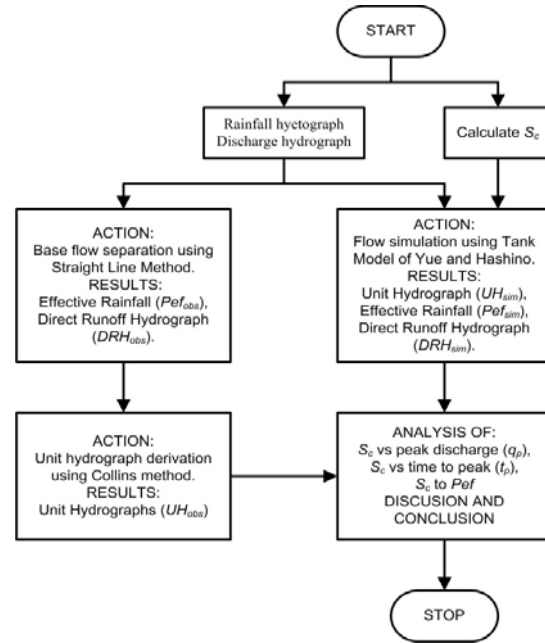 START
Rainfall hyetograph
Discharge hydrograph
Calculate Sc
ACTION:
Base flow separation using
Straight Line Method.
RESULTS:
Effective Rainfall (Pefobs),
Direct Runoff Hydrograph
(DRHobs).
ACTION:
Flow simulation using Tank
Model of Yue and Hashino.
RESULTS:
Unit Hydrograph (UHsim),
Effective Rainfall (Pefsim),
Direct Runoff Hydrograph
(DRHsim).
ACTION:
Unit hydrograph derivation
using Collins method.
RESULTS:
Unit Hydrographs (UHobs)
ANALYSIS OF:
Sc vs peak discharge (qp),
Sc vs time to peak (tp),
Sc to Pef
DISCUSION AND
CONCLUSION
STOP